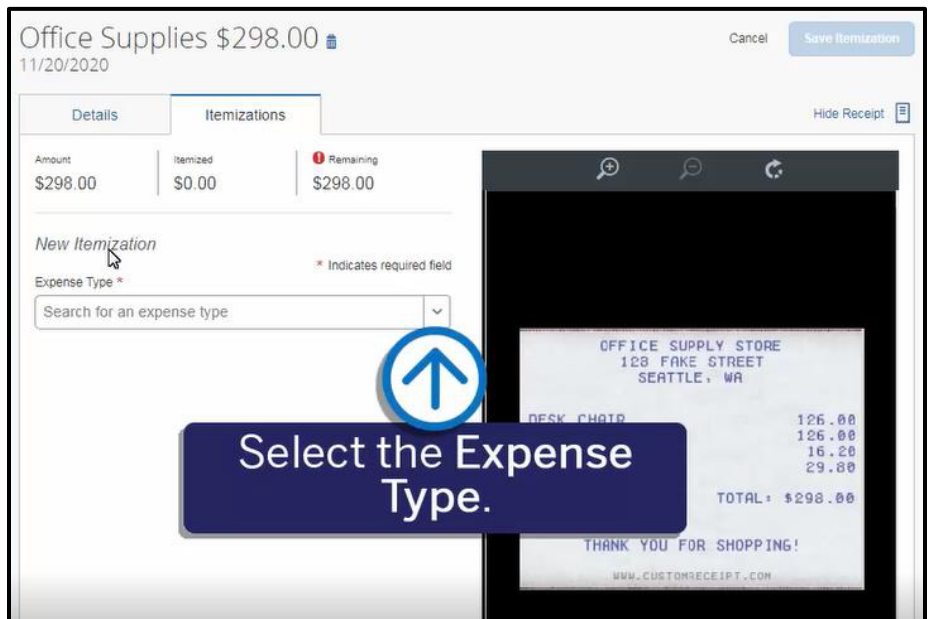 Office Supplies $298.00
11/20/2020
Cancel
Save Itemization
Details
Itemizations
Hide Receipt
Amount
$298.00
Itemized
$0.00
Remaining
$298.00
New Itemization
* Indicates required field
Expense Type *
Search for an expense type
Select the Expense
Type.
OFFICE SUPPLY STORE
123 FAKE STREET
SEATTLE, WA
DESK CHAIR 126.00
126.00
16.20
29.80
TOTAL: $298.00
THANK YOU FOR SHOPPING!
WWW.CUSTOMRECEIPT.COM